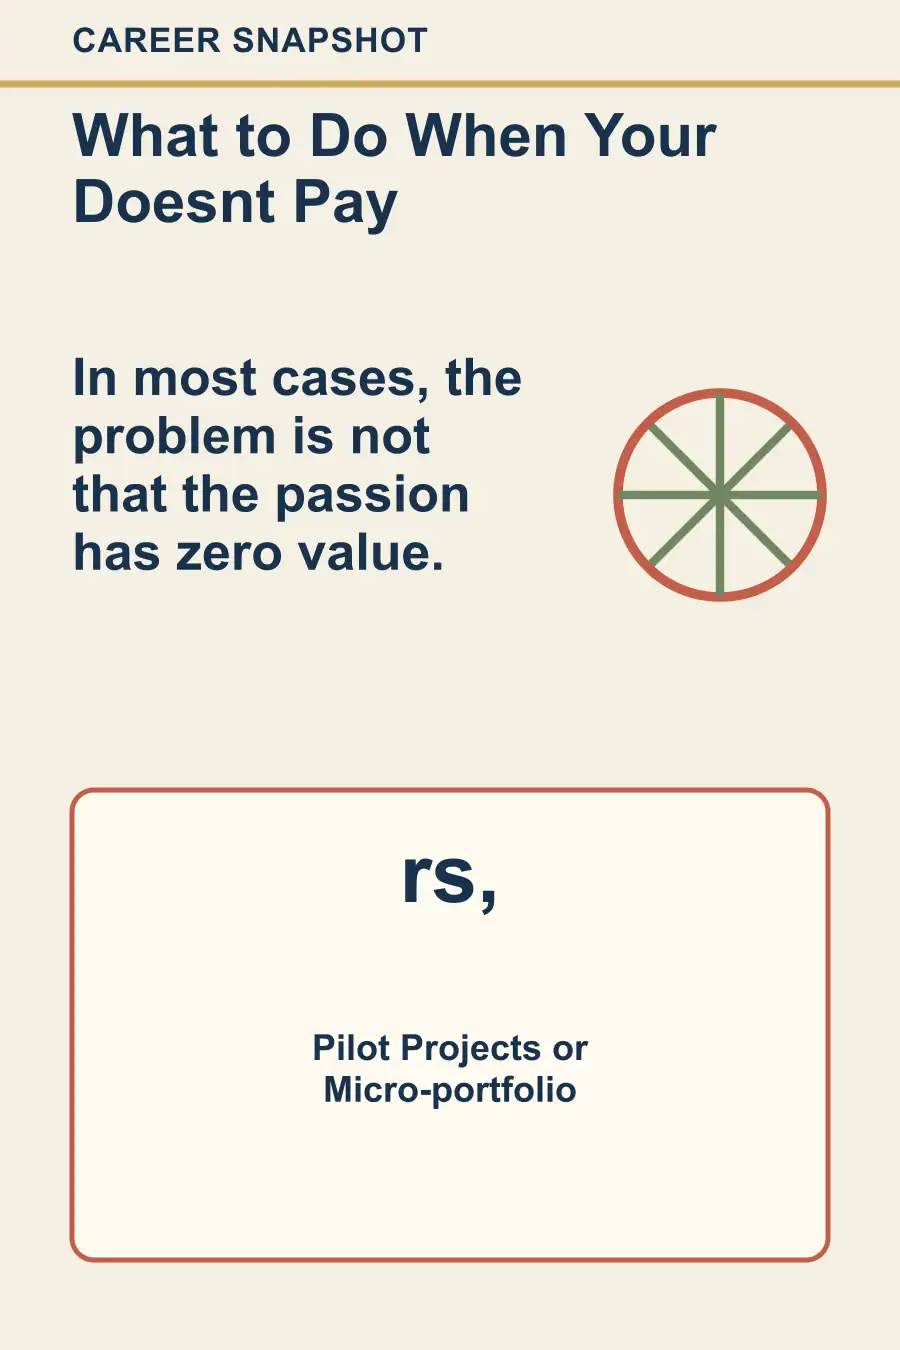 CAREER SNAPSHOT
What to Do When Your
Doesnt Pay
In most cases, the
problem is not
that the passion
has zero value.
rs,
Pilot Projects or
Micro-portfolio